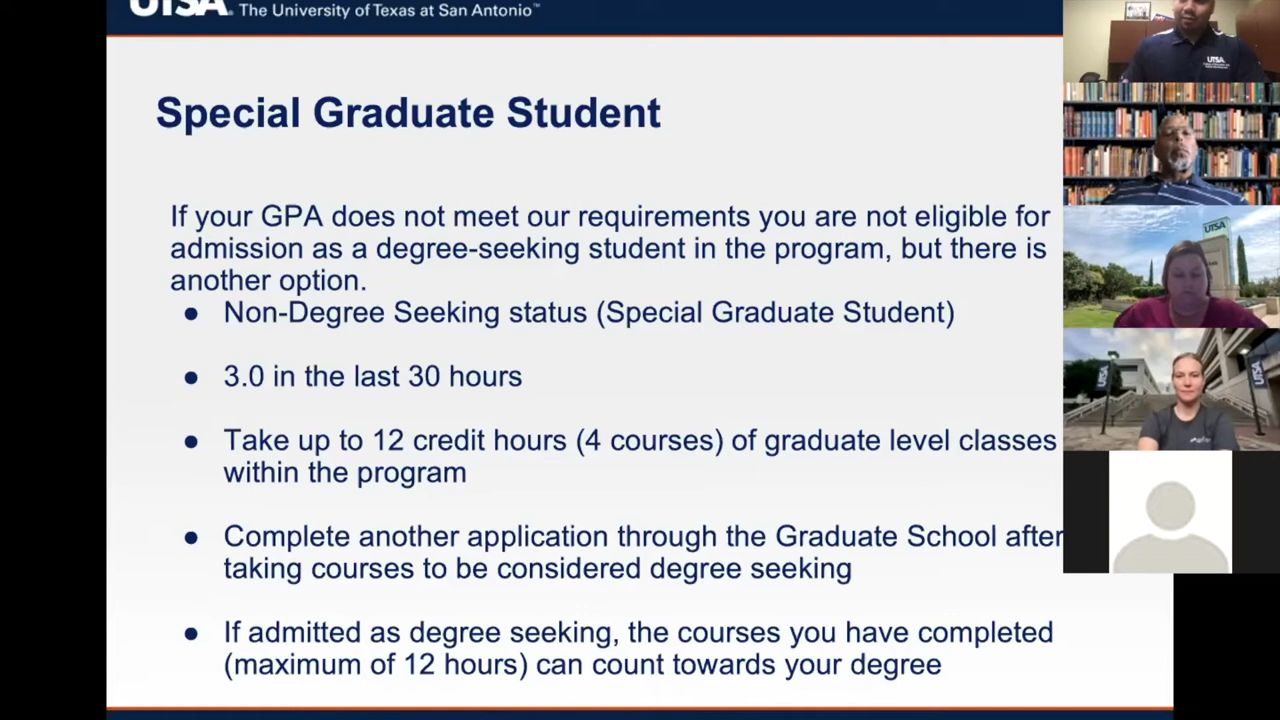 UTSA The University of Texas at San Antonio™
Special Graduate Student
If your GPA does not meet our requirements you are not eligible for
admission as a degree-seeking student in the program, but there is
another option.
● Non-Degree Seeking status (Special Graduate Student)
● 3.0 in the last 30 hours
● Take up to 12 credit hours (4 courses) of graduate level classes
within the program
● Complete another application through the Graduate School after
taking courses to be considered degree seeking
● If admitted as degree seeking, the courses you have completed
(maximum of 12 hours) can count towards your degree
UTSA
UTSA
UTSA
UTSA